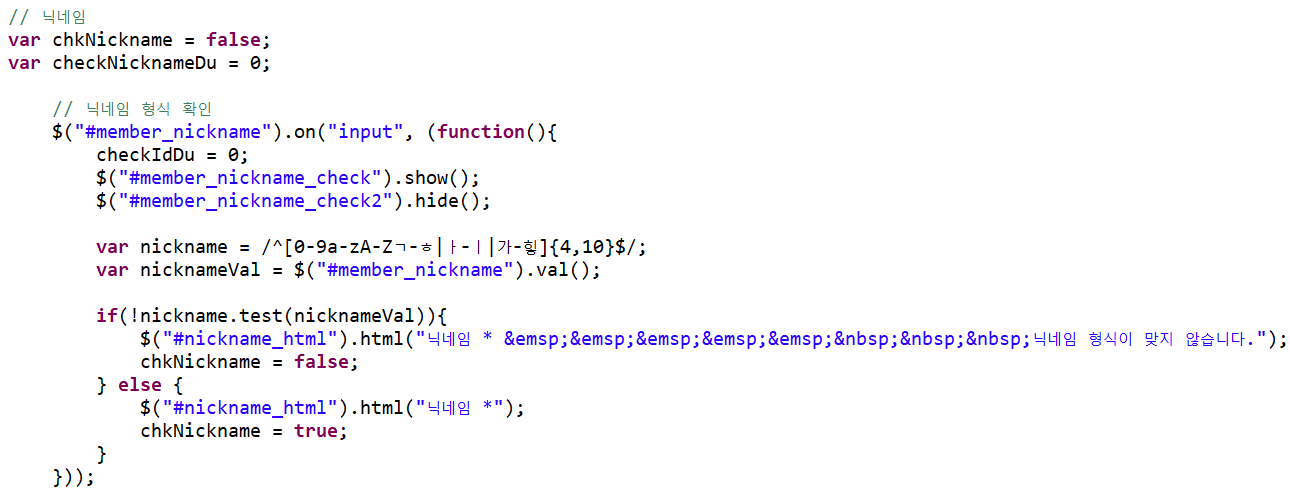 // 닉네임
var chkNickname = false;
var checkNicknameDu = 0;
// 닉네임 형식 확인
$("#member_nickname").on("input", (function(){
checkIdDu = 0;
$("#member_nickname_check").show();
$("#member_nickname_check2").hide();
var nickname = /^[0-9a-zA-Zㄱ-ㅎ|ㅏ-ㅣ|가-힣]{4,10}$/;
var nicknameVal = $("#member_nickname").val();
if(!nickname.test(nicknameVal)){
$("#nickname_html").html("닉네임 * &emsp;&emsp;&emsp;&emsp;&emsp;&nbsp;&nbsp;&nbsp;닉네임 형식이 맞지 않습니다.");
chkNickname = false;
} else {
$("#nickname_html").html("닉네임 *");
chkNickname = true;
}
}));